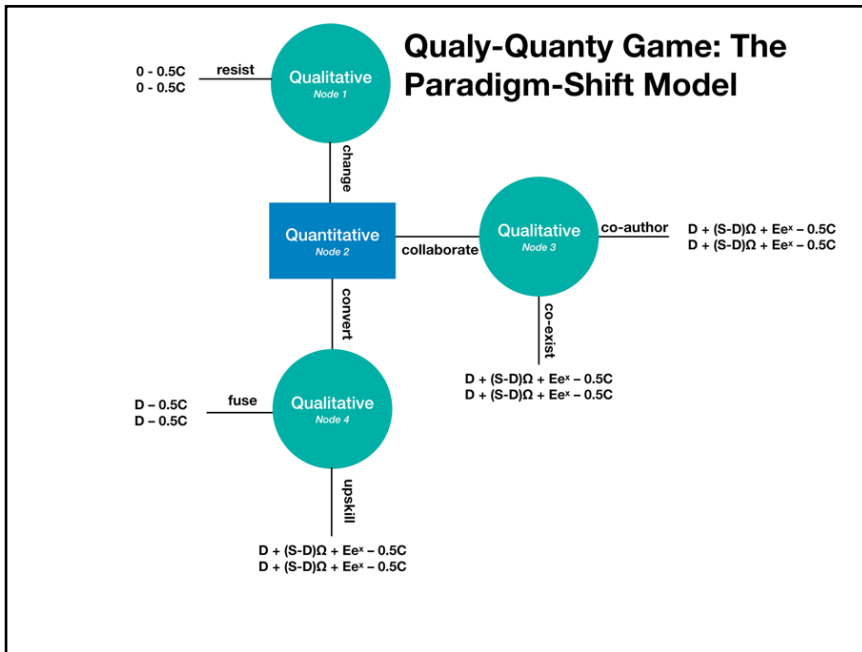 Qualy-Quanty Game: The
Paradigm-Shift Model
0 - 0.5C
0 - 0.5C
resist
Qualitative
Node 1
change
Quantitative
Node 2
collaborate
Qualitative
Node 3
co-author
D + (S-D)Ω + Eeˣ – 0.5C
D + (S-D)Ω + Eeˣ – 0.5C
co-exist
D + (S-D)Ω + Eeˣ – 0.5C
D + (S-D)Ω + Eeˣ – 0.5C
convert
Qualitative
Node 4
fuse
D – 0.5C
D – 0.5C
upskill
D + (S-D)Ω + Eeˣ – 0.5C
D + (S-D)Ω + Eeˣ – 0.5C